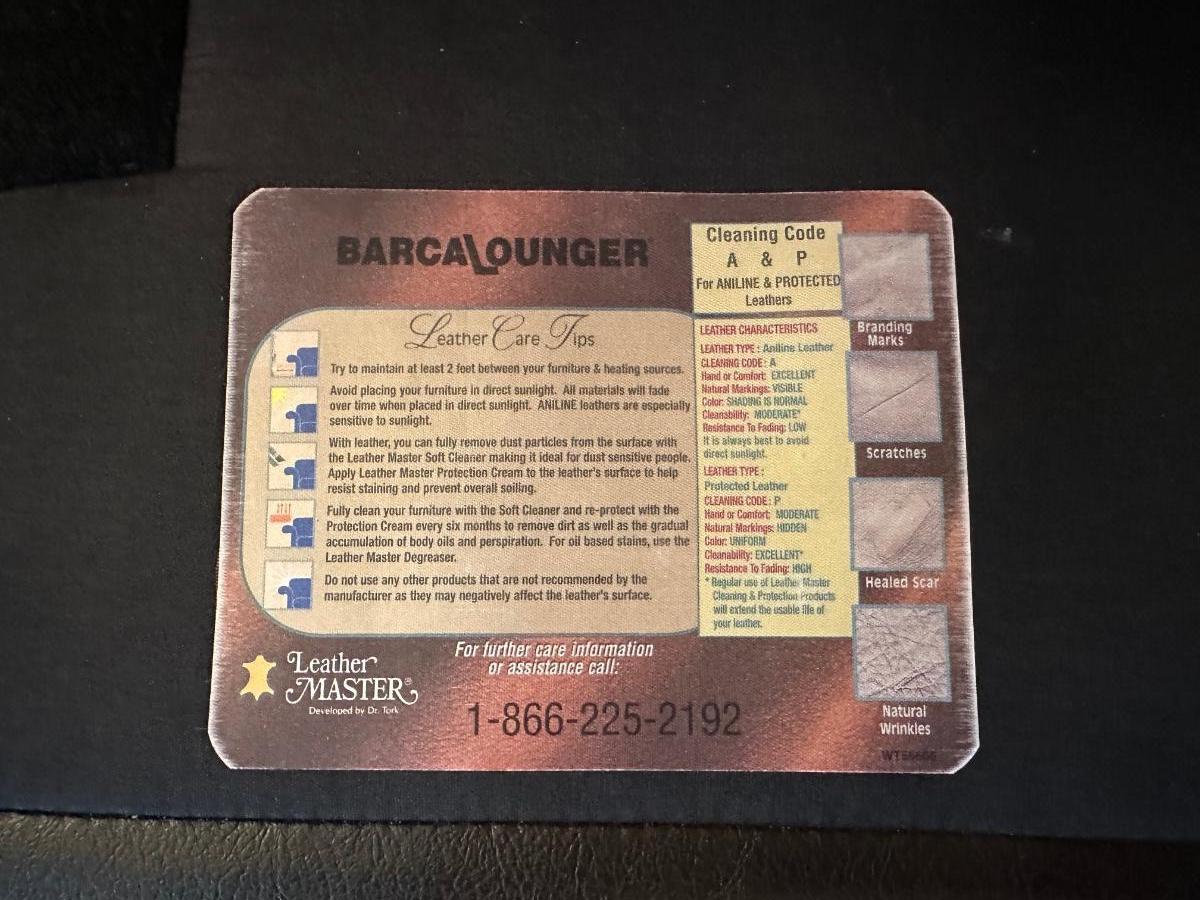 BARCALOUNGER
Leather Care Tips
Try to maintain at least 2 feet between your furniture & heating sources.
Avoid placing your furniture in direct sunlight. All materials will fade
over time when placed in direct sunlight. ANILINE leathers are especially
sensitive to sunlight.
With leather, you can fully remove dust particles from the surface with
the Leather Master Soft Cleaner making it ideal for dust sensitive people.
Apply Leather Master Protection Cream to the leather's surface to help
resist staining and prevent overall soiling.
Fully clean your furniture with the Soft Cleaner and re-protect with the
Protection Cream every six months to remove dirt as well as the gradual
accumulation of body oils and perspiration. For oil based stains, use the
Leather Master Degreaser.
Do not use any other products that are not recommended by the
manufacturer as they may negatively affect the leather's surface.
Leather
MASTER®
Developed by Dr. Tork
For further care information
or assistance call:
1-866-225-2192
Cleaning Code
A & P
For ANILINE & PROTECTED
Leathers
LEATHER CHARACTERISTICS
LEATHER TYPE : Aniline Leather
CLEANING CODE : A
Hand or Comfort: EXCELLENT
Natural Markings: VISIBLE
Color: SHADING IS NORMAL
Cleanability: MODERATE*
Resistance To Fading: LOW
It is always best to avoid
direct sunlight.
LEATHER TYPE :
Protected Leather
CLEANING CODE : P
Hand or Comfort: MODERATE
Natural Markings: HIDDEN
Color: UNIFORM
Cleanability: EXCELLENT*
Resistance To Fading: HIGH
* Regular use of Leather Master
Cleaning & Protection Products
will extend the usable life of
your leather.
Branding
Marks
Scratches
Healed Scar
Natural
Wrinkles